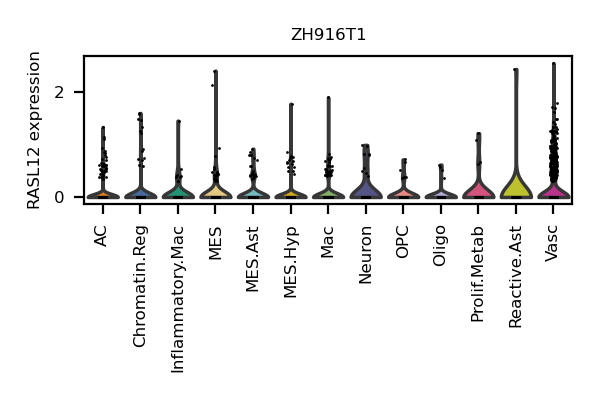 ZH916T1
RASL12 expression
2
0
AC
Chromatin.Reg
Inflammatory.Mac
MES
MES.Ast
MES.Hyp
Mac
Neuron
OPC
Oligo
Prolif.Metab
Reactive.Ast
Vasc